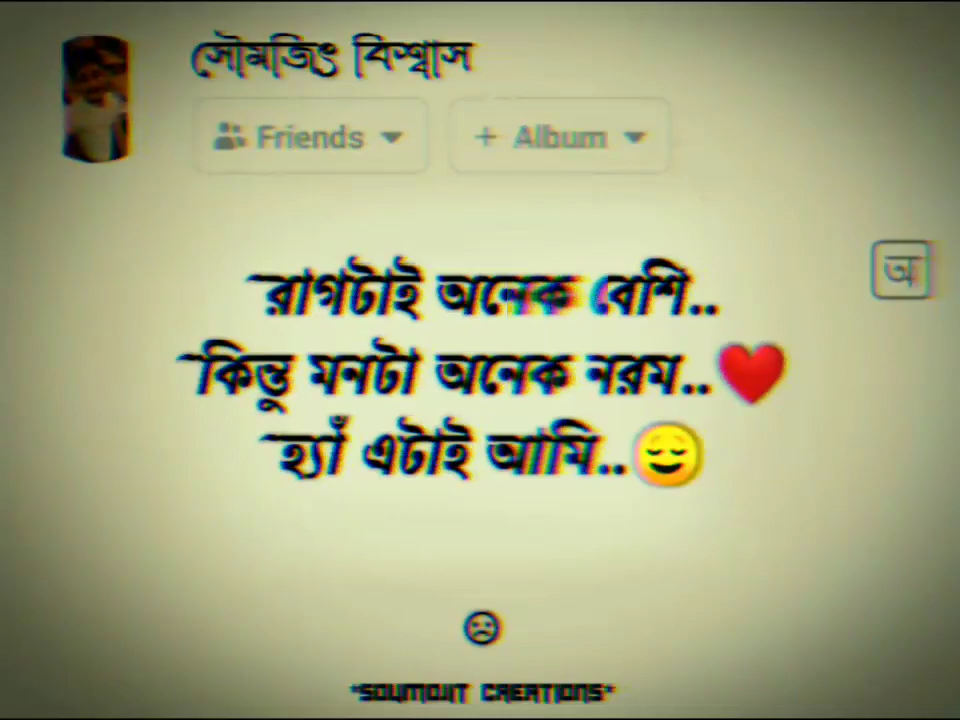 সৌমজিৎ বিশ্বাস
Friends
+ Album
অ
রাগটাই অনেক বেশি..
কিন্তু মনটা অনেক নরম..❤️
হ্যাঁ এটাই আমি..😌
*SOUMOJIT CREATIONS*